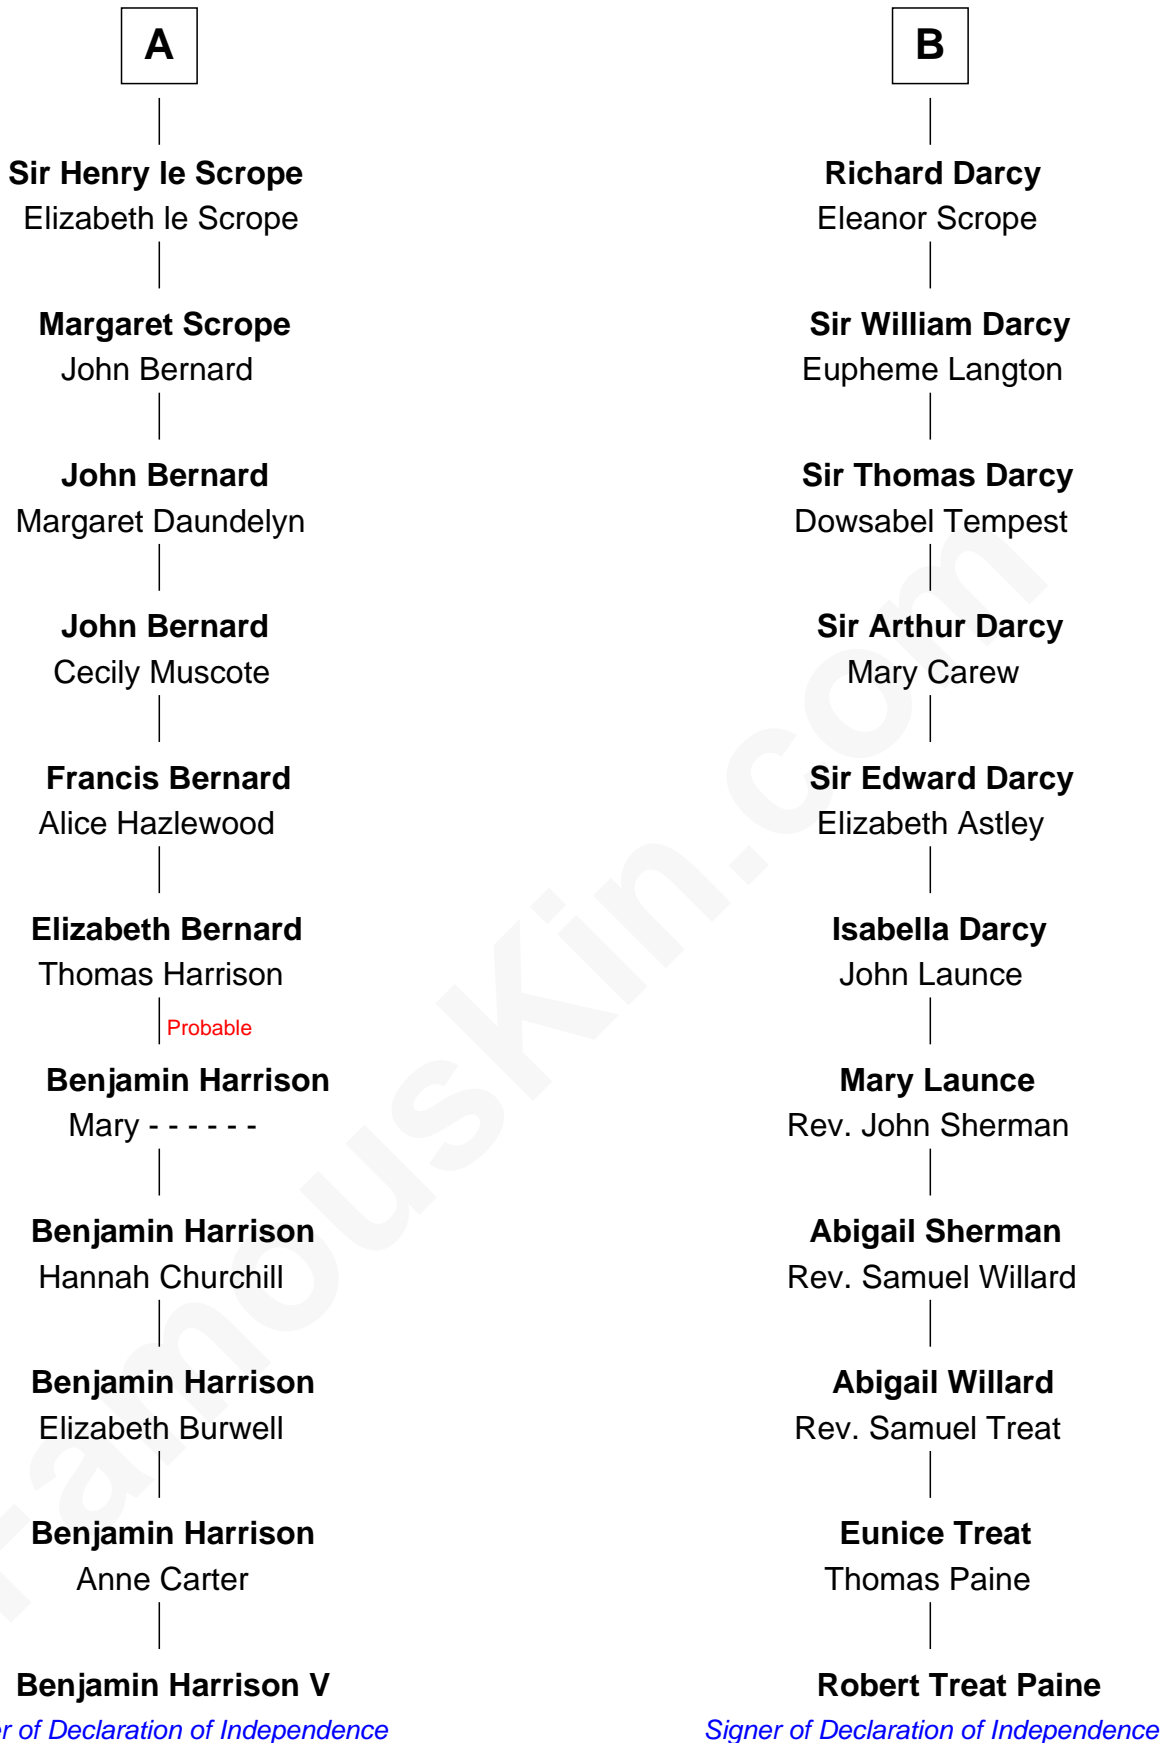 A
Sir Henry le Scrope
Elizabeth le Scrope
Margaret Scrope
John Bernard
John Bernard
Margaret Daundelyn
John Bernard
Cecily Muscote
Francis Bernard
Alice Hazlewood
Elizabeth Bernard
Thomas Harrison
Probable
Benjamin Harrison
Mary - - - - - -
Benjamin Harrison
Hannah Churchill
Benjamin Harrison
Elizabeth Burwell
Benjamin Harrison
Anne Carter
Benjamin Harrison V
er of Declaration of Independence
B
Richard Darcy
Eleanor Scrope
Sir William Darcy
Eupheme Langton
Sir Thomas Darcy
Dowsabel Tempest
Sir Arthur Darcy
Mary Carew
Sir Edward Darcy
Elizabeth Astley
Isabella Darcy
John Launce
Mary Launce
Rev. John Sherman
Abigail Sherman
Rev. Samuel Willard
Abigail Willard
Rev. Samuel Treat
Eunice Treat
Thomas Paine
Robert Treat Paine
Signer of Declaration of Independence
FamousKin.com